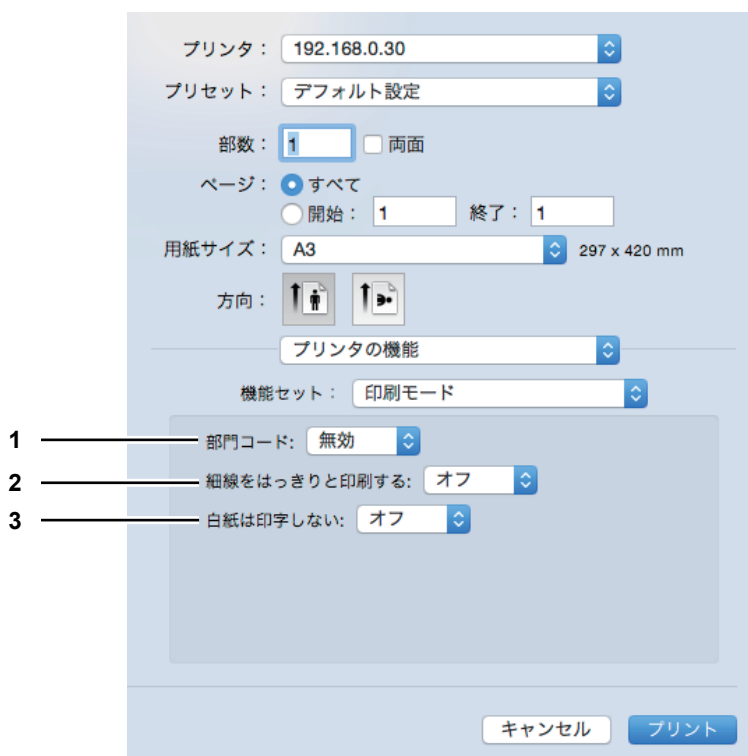 プリンタ： 192.168.0.30
プリセット： デフォルト設定
部数： 1 両面
ページ： すべて
開始： 1 終了： 1
用紙サイズ： A3 297 x 420 mm
方向：
プリンタの機能
機能セット： 印刷モード
1 部門コード: 無効
2 細線をはっきりと印刷する: オフ
3 白紙は印字しない: オフ
キャンセル プリント